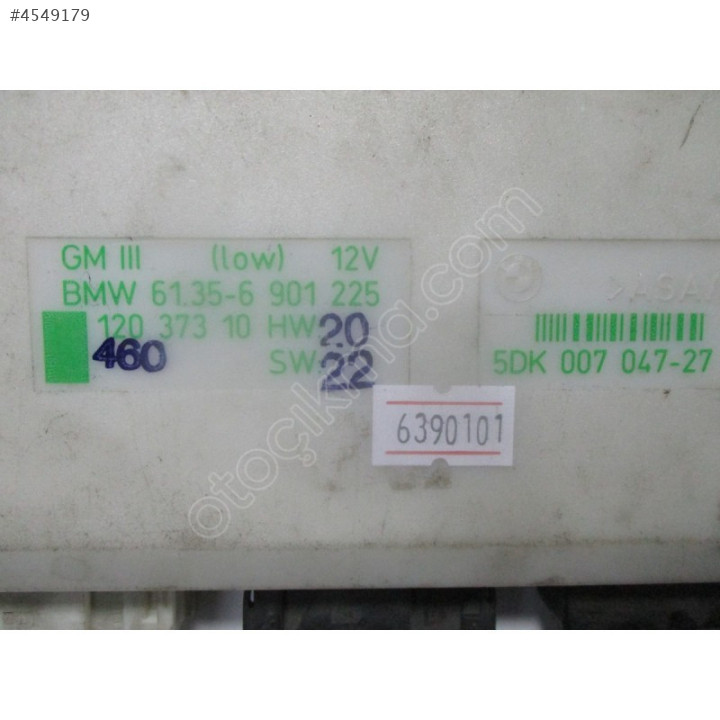 #4549179
GM III (low) 12V
BMW 61.35-6 901 225
120 373 10 HW 20
460 SW 22
5DK 007 047-27
6390101
otoçıkma.com